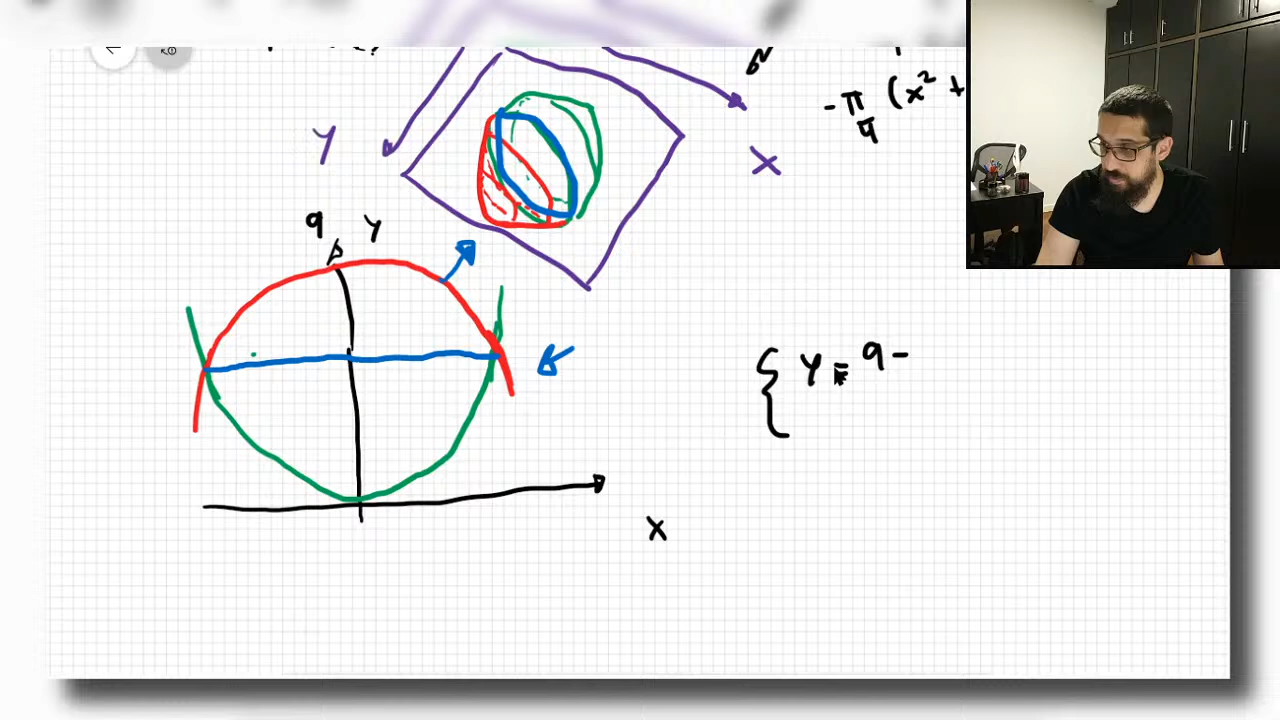 -π/4 (x² +
Y
X
9 Y
{ Y = 9 -
X